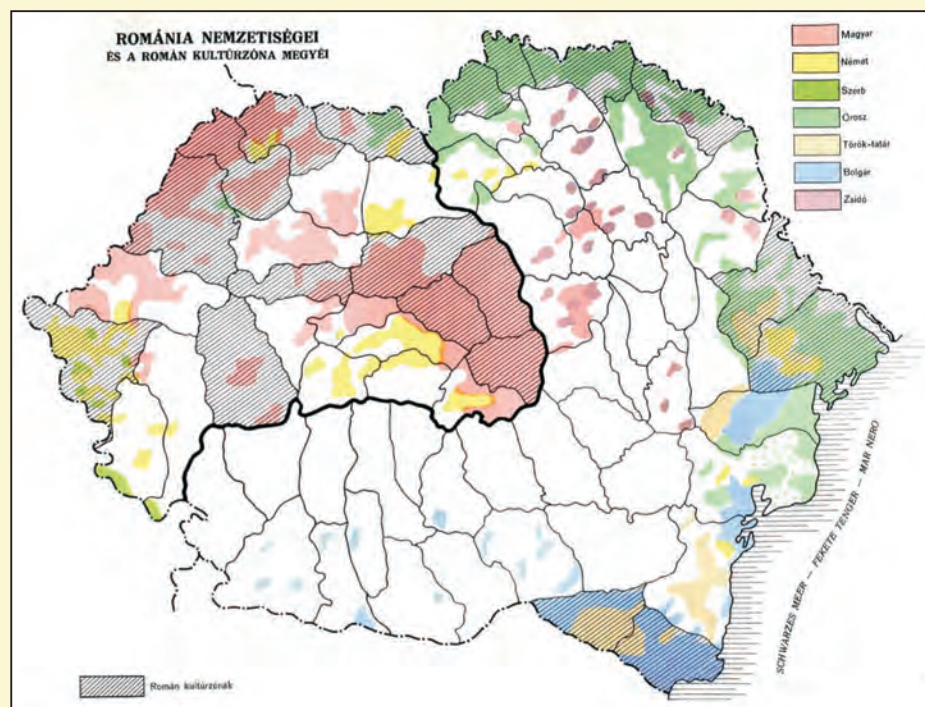 ROMÁNIA NEMZETISÉGEI
ÉS A ROMÁN KULTÚRZÓNA MEGYÉI
Magyar
Német
Szerb
Orosz
Török-tatár
Bolgár
Zsidó
SCHWARZES MEER — FEKETE TENGER — MAR NERO
Román kultúrzónák